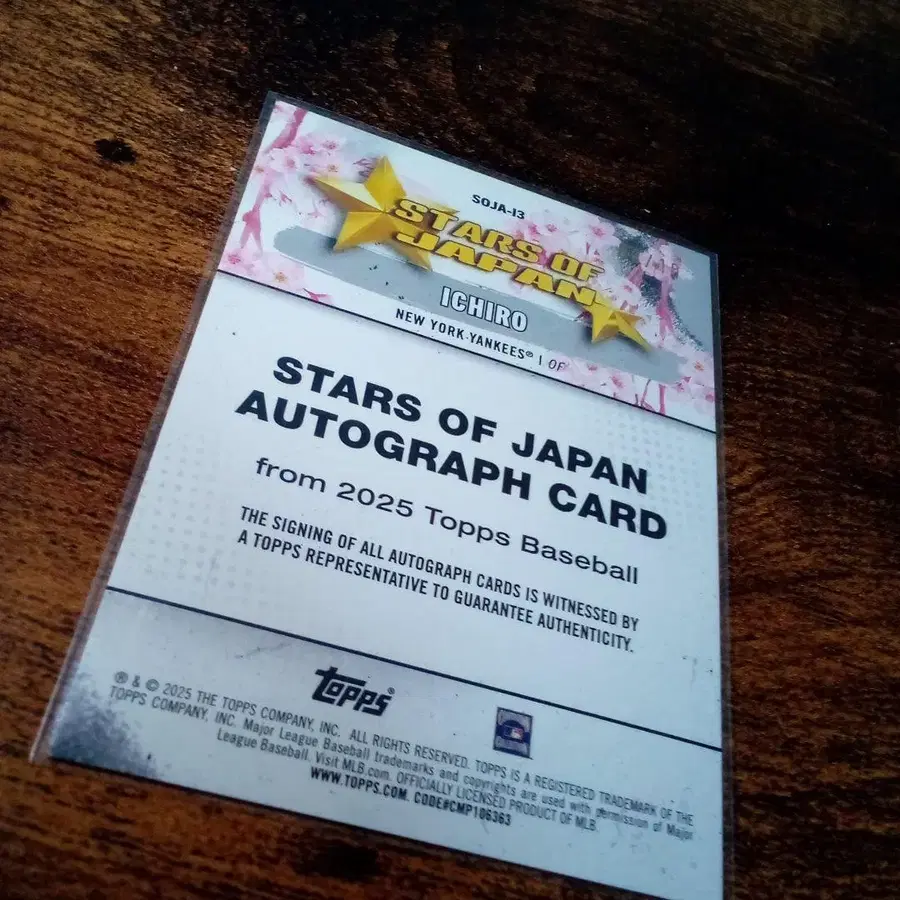 SOJA-I3
STARS OF
JAPAN
ICHIRO
NEW YORK YANKEES® | OF
STARS OF JAPAN
AUTOGRAPH CARD
from 2025 Topps Baseball
THE SIGNING OF ALL AUTOGRAPH CARDS IS WITNESSED BY
A TOPPS REPRESENTATIVE TO GUARANTEE AUTHENTICITY.
topps®
® & © 2025 THE TOPPS COMPANY, INC. ALL RIGHTS RESERVED. TOPPS IS A REGISTERED TRADEMARK OF THE
TOPPS COMPANY, INC. Major League Baseball trademarks and copyrights are used with permission of Major
League Baseball. Visit MLB.com. OFFICIALLY LICENSED PRODUCT OF MLB.
WWW.TOPPS.COM. CODE#CMP106363